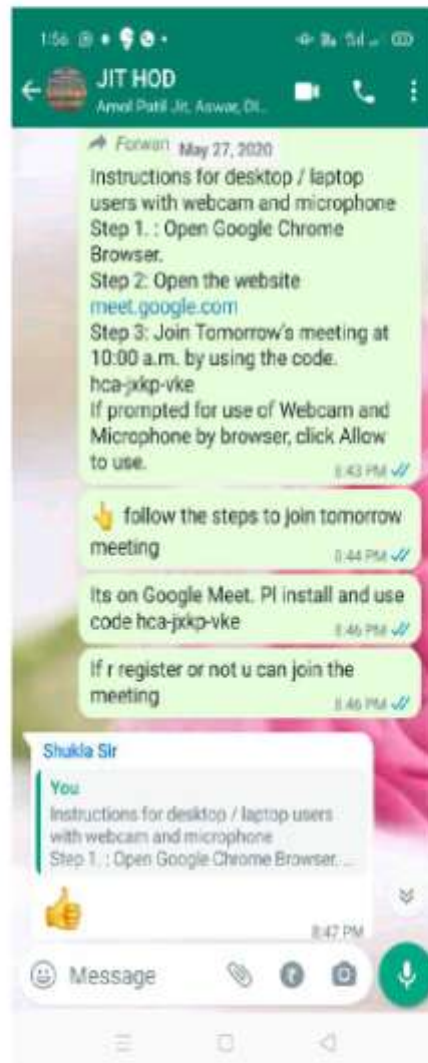 1:56
JIT HOD
Amol Patil Jit, Aswar, Di...
May 27, 2020
Instructions for desktop / laptop
users with webcam and microphone
Step 1. : Open Google Chrome
Browser.
Step 2: Open the website
meet.google.com
Step 3: Join Tomorrow's meeting at
10:00 a.m. by using the code.
hca-jxkp-vke
If prompted for use of Webcam and
Microphone by browser, click Allow
to use.
8:43 PM
follow the steps to join tomorrow
meeting
8:44 PM
Its on Google Meet. Pl install and use
code hca-jxkp-vke
8:46 PM
If r register or not u can join the
meeting
8:46 PM
Shukla Sir
You
Instructions for desktop / laptop users
with webcam and microphone
Step 1. : Open Google Chrome Browser. ...
8:47 PM
Message